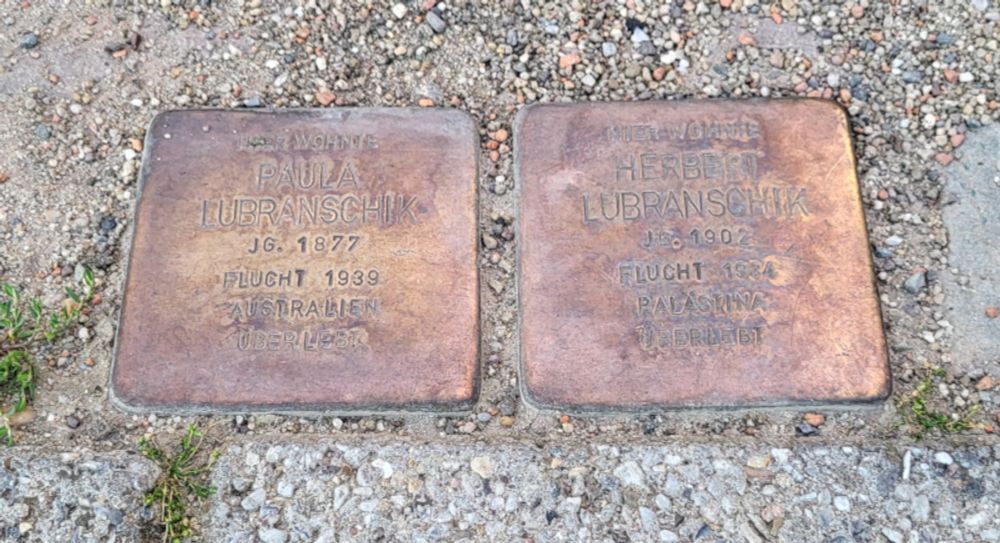 HIER WOHNTE
PAULA
LUBRANSCHIK
JG. 1877
FLUCHT 1939
AUSTRALIEN
ÜBERLEBT
HIER WOHNTE
HERBERT
LUBRANSCHIK
JG. 1902
FLUCHT 1934
PALÄSTINA
ÜBERLEBT